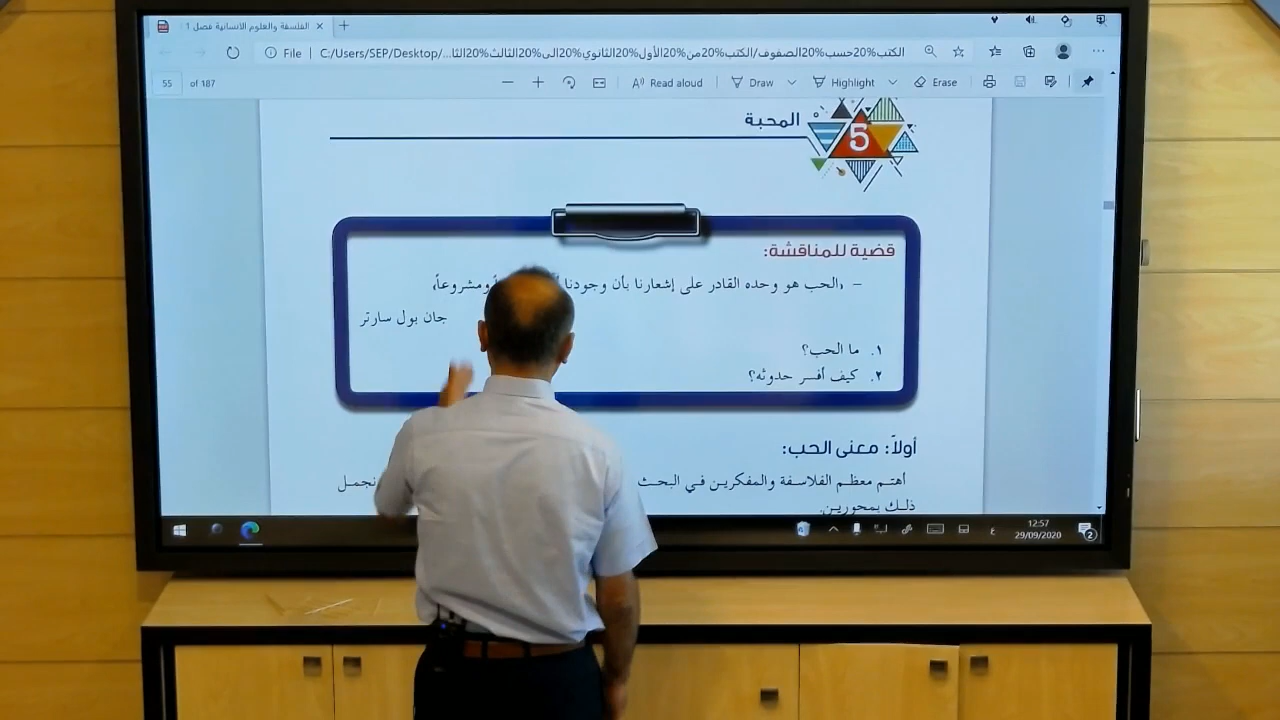 الفلسفة والعلوم الانسانية فصل 1
File C:/Users/SEP/Desktop/...الكتب%20حسب%20الصفوف/الكتب%20من%20الأول%20الثانوي%20الى%20الثالث%20الثا
55 of 187 Read aloud Draw Highlight Erase
المحبة 5
قضية للمناقشة:
– «الحب هو وحده القادر على إشعارنا بأن وجودنا ومشروعاً»
جان بول سارتر
١. ما الحب؟
٢. كيف أفسر حدوثه؟
أولاً: معنى الحب:
أهتم معظم الفلاسفة والمفكرين في البحث نجمل
ذلك بمحورين.
ع 12:57
29/09/2020 2